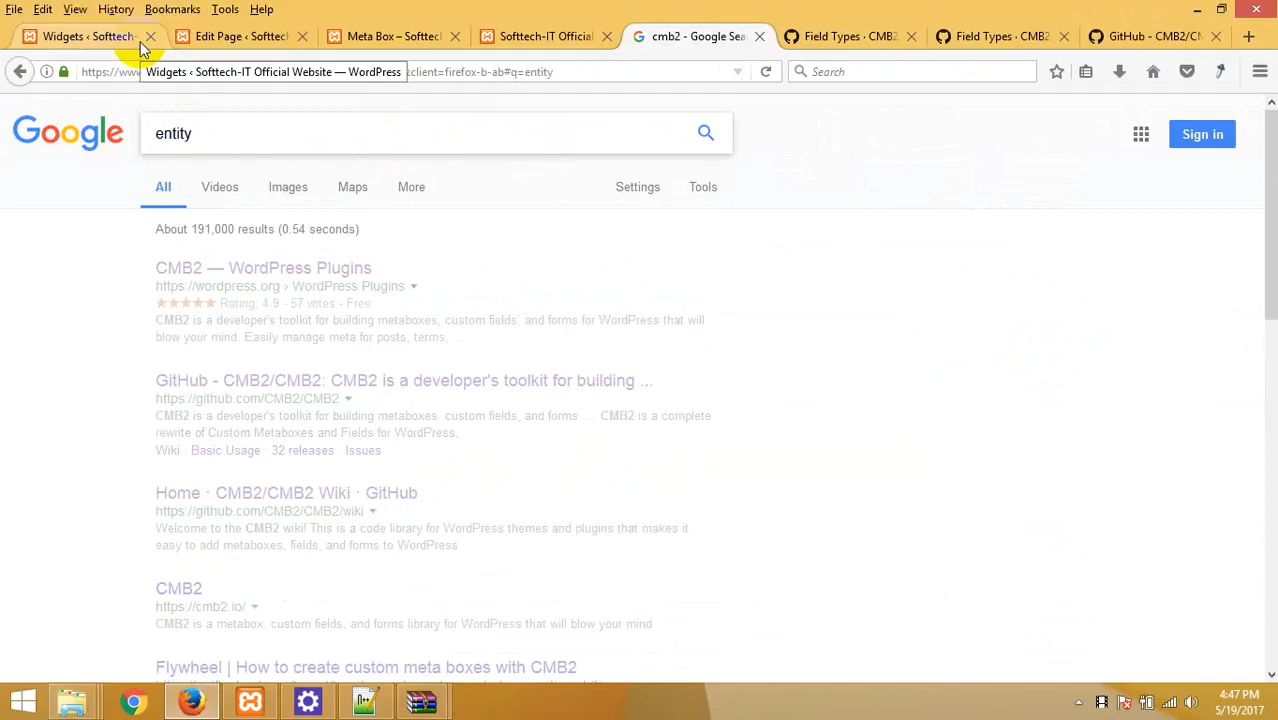 File Edit View History Bookmarks Tools Help
Widgets ‹ Softtech- Edit Page ‹ Softtech Meta Box – Softtec Softtech-IT Official cmb2 - Google Sea Field Types · CMB2 Field Types · CMB2 GitHub - CMB2/CM
https://www Widgets ‹ Softtech-IT Official Website — WordPress client=firefox-b-ab#q=entity Search
Google entity Sign in
All Videos Images Maps More Settings Tools
About 191,000 results (0.54 seconds)
CMB2 — WordPress Plugins
https://wordpress.org › WordPress Plugins
Rating: 4.9 - 57 votes - Free
CMB2 is a developer's toolkit for building metaboxes, custom fields, and forms for WordPress that will
blow your mind. Easily manage meta for posts, terms, ...
GitHub - CMB2/CMB2: CMB2 is a developer's toolkit for building ...
https://github.com/CMB2/CMB2
CMB2 is a developer's toolkit for building metaboxes, custom fields, and forms ... CMB2 is a complete
rewrite of Custom Metaboxes and Fields for WordPress.
Wiki · Basic Usage · 32 releases · Issues
Home · CMB2/CMB2 Wiki · GitHub
https://github.com/CMB2/CMB2/wiki
Welcome to the CMB2 wiki! This is a code library for WordPress themes and plugins that makes it
easy to add metaboxes, fields, and forms to WordPress
CMB2
https://cmb2.io/
CMB2 is a metabox, custom fields, and forms library for WordPress that will blow your mind
Flywheel | How to create custom meta boxes with CMB2
4:47 PM
5/19/2017